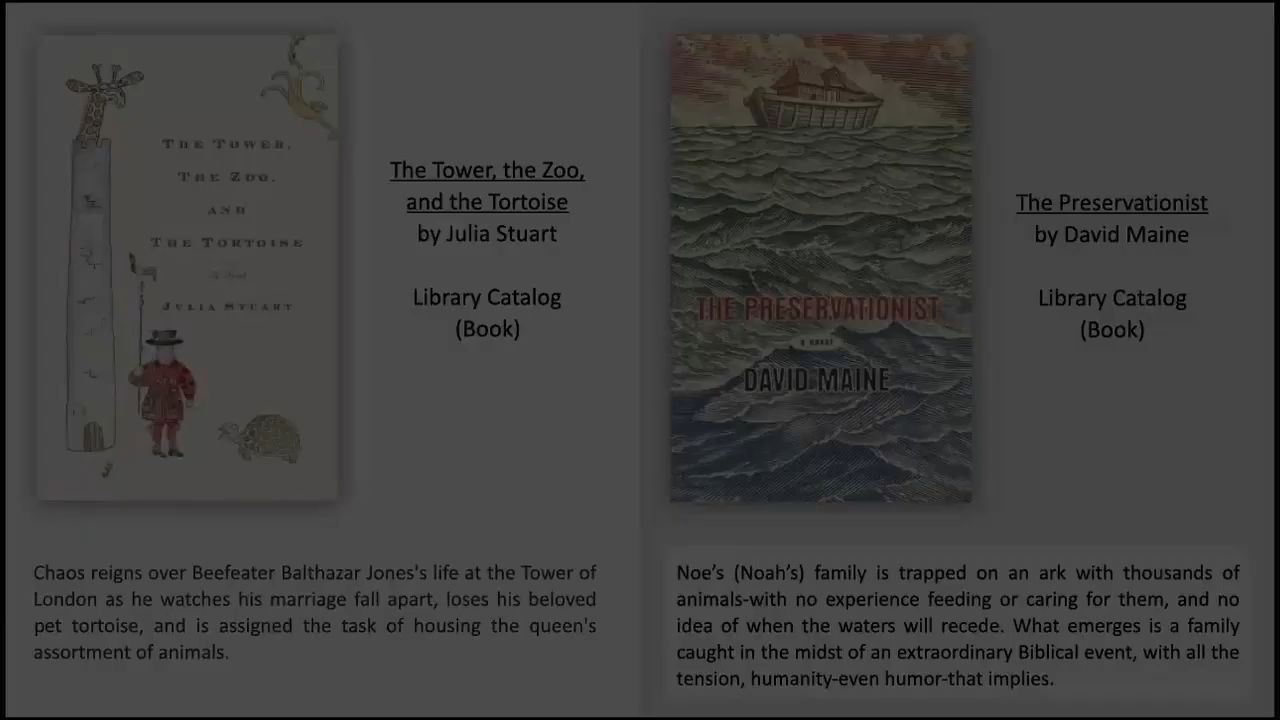 THE TOWER,
THE ZOO,
AND
THE TORTOISE
A Novel
JULIA STUART
The Tower, the Zoo,
and the Tortoise
by Julia Stuart
Library Catalog
(Book)
Chaos reigns over Beefeater Balthazar Jones's life at the Tower of
London as he watches his marriage fall apart, loses his beloved
pet tortoise, and is assigned the task of housing the queen's
assortment of animals.
THE PRESERVATIONIST
a novel
DAVID MAINE
The Preservationist
by David Maine
Library Catalog
(Book)
Noe’s (Noah’s) family is trapped on an ark with thousands of
animals-with no experience feeding or caring for them, and no
idea of when the waters will recede. What emerges is a family
caught in the midst of an extraordinary Biblical event, with all the
tension, humanity-even humor-that implies.